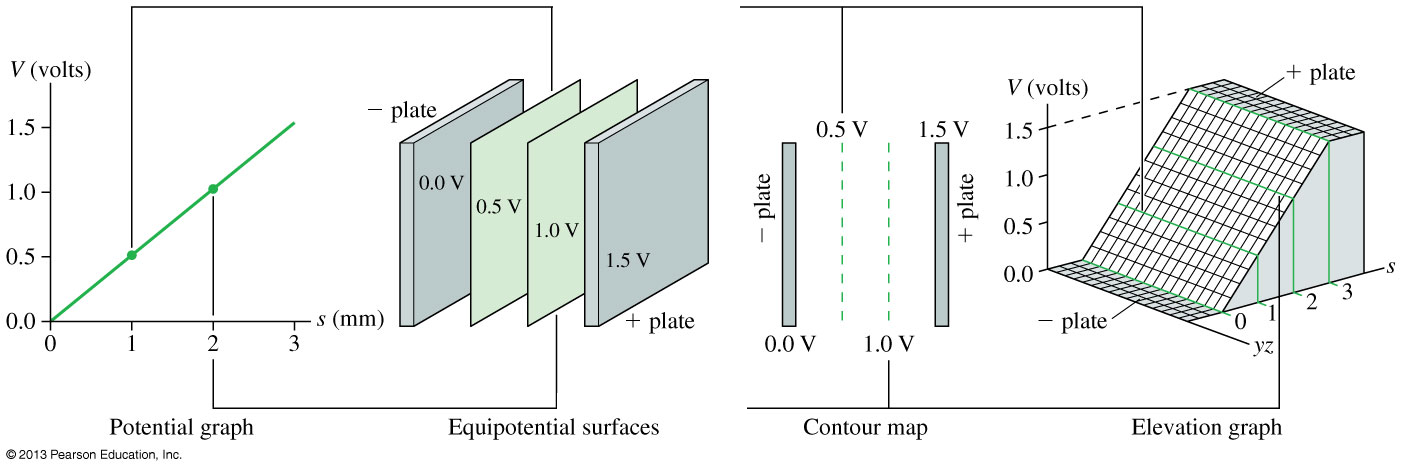 V (volts)
1.5
1.0
0.5
0.0
0
1
2
3
s (mm)
Potential graph
− plate
0.0 V
0.5 V
1.0 V
1.5 V
+ plate
Equipotential surfaces
0.5 V
1.5 V
− plate
+ plate
0.0 V
1.0 V
Contour map
V (volts)
1.5
1.0
0.5
0.0
+ plate
− plate
0
1
2
3
s
yz
Elevation graph
© 2013 Pearson Education, Inc.